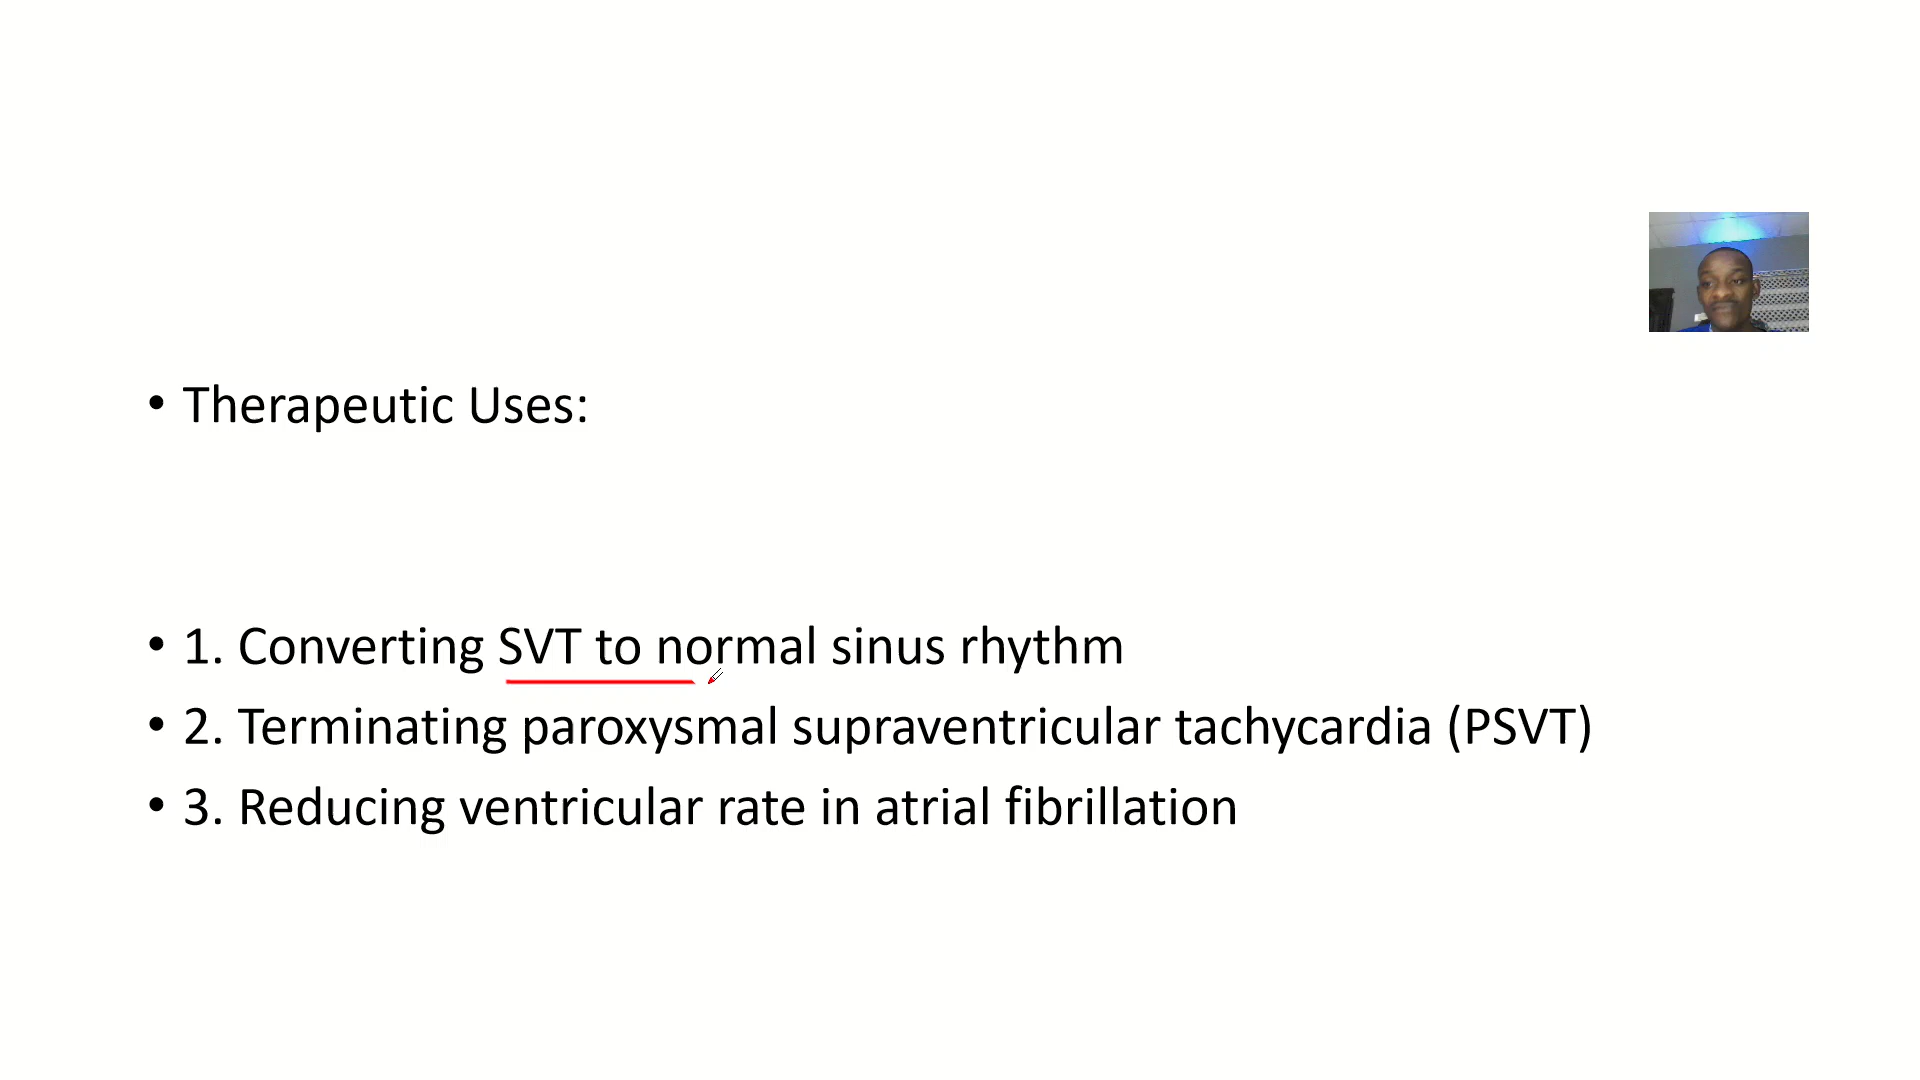 • Therapeutic Uses:
• 1. Converting SVT to normal sinus rhythm
• 2. Terminating paroxysmal supraventricular tachycardia (PSVT)
• 3. Reducing ventricular rate in atrial fibrillation